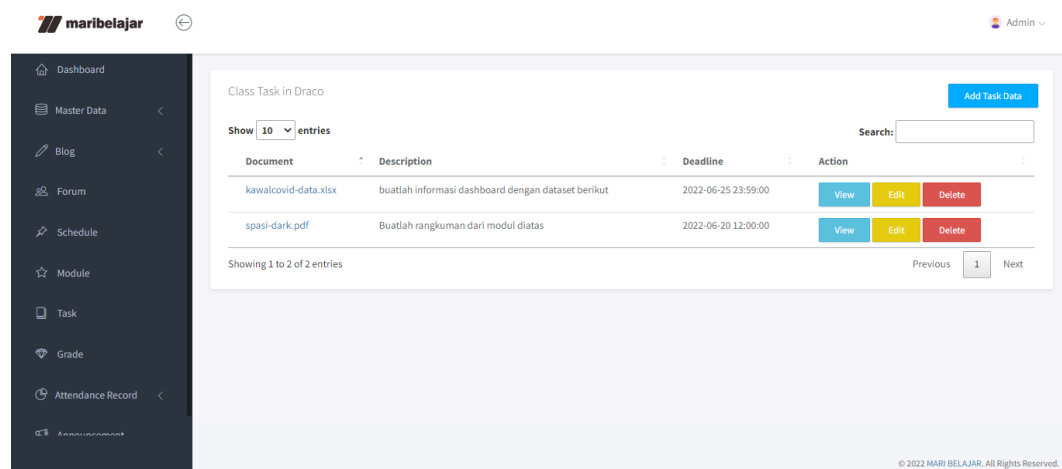 maribelajar
Admin
Dashboard
Master Data
Blog
Forum
Schedule
Module
Task
Grade
Attendance Record
Announcement
Class Task in Draco
Add Task Data
Show 10 entries
Search:
Document Description Deadline Action
kawalcovid-data.xlsx buatlah informasi dashboard dengan dataset berikut 2022-06-25 23:59:00 View Edit Delete
spasi-dark.pdf Buatlah rangkuman dari modul diatas 2022-06-20 12:00:00 View Edit Delete
Showing 1 to 2 of 2 entries
Previous 1 Next
© 2022 MARI BELAJAR. All Rights Reserved.